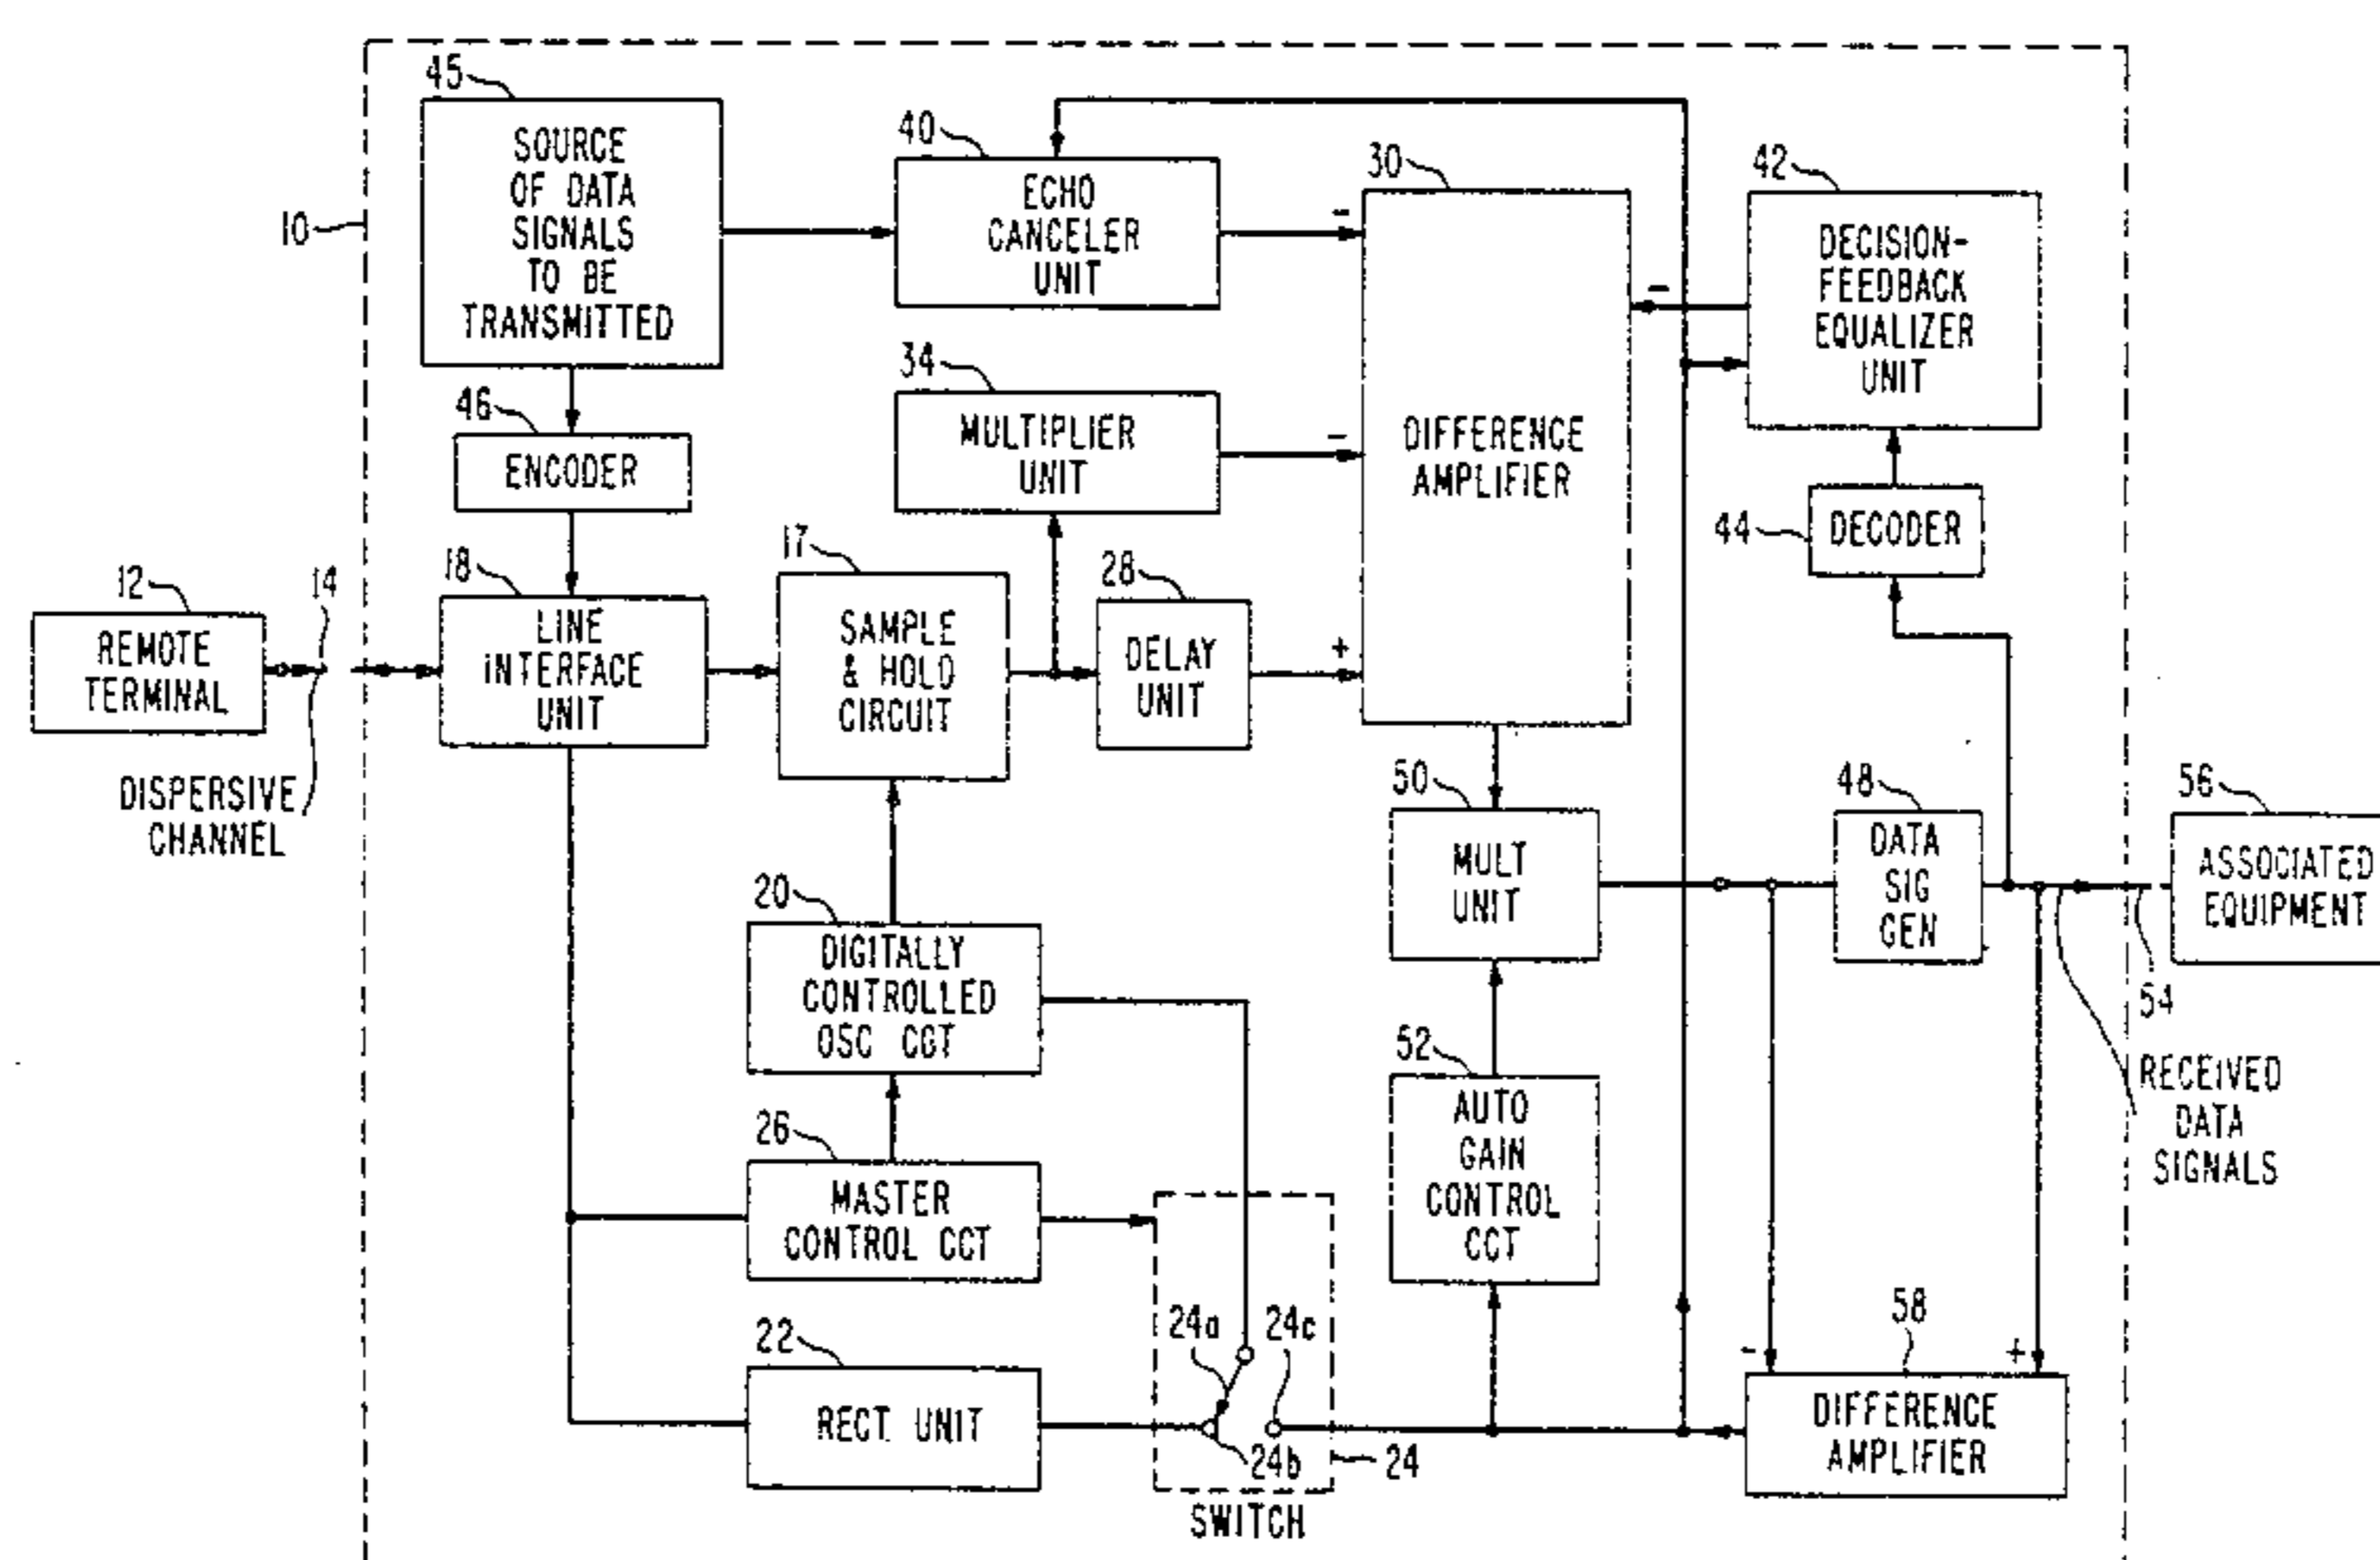 10
45
SOURCE
OF DATA
SIGNALS
TO BE
TRANSMITTED
40
ECHO
CANCELER
UNIT
-
30
DIFFERENCE
AMPLIFIER
-
42
DECISION-
FEEDBACK
EQUALIZER
UNIT
46
ENCODER
34
MULTIPLIER
UNIT
-
44
DECODER
12
REMOTE
TERMINAL
14
DISPERSIVE
CHANNEL
18
LINE
INTERFACE
UNIT
17
SAMPLE
& HOLD
CIRCUIT
28
DELAY
UNIT
+
50
MULT
UNIT
48
DATA
SIG
GEN
56
ASSOCIATED
EQUIPMENT
54
RECEIVED
DATA
SIGNALS
20
DIGITALLY
CONTROLLED
OSC CCT
52
AUTO
GAIN
CONTROL
CCT
26
MASTER
CONTROL CCT
22
RECT UNIT
24a
24c
24b
24
SWITCH
58
-
+
DIFFERENCE
AMPLIFIER